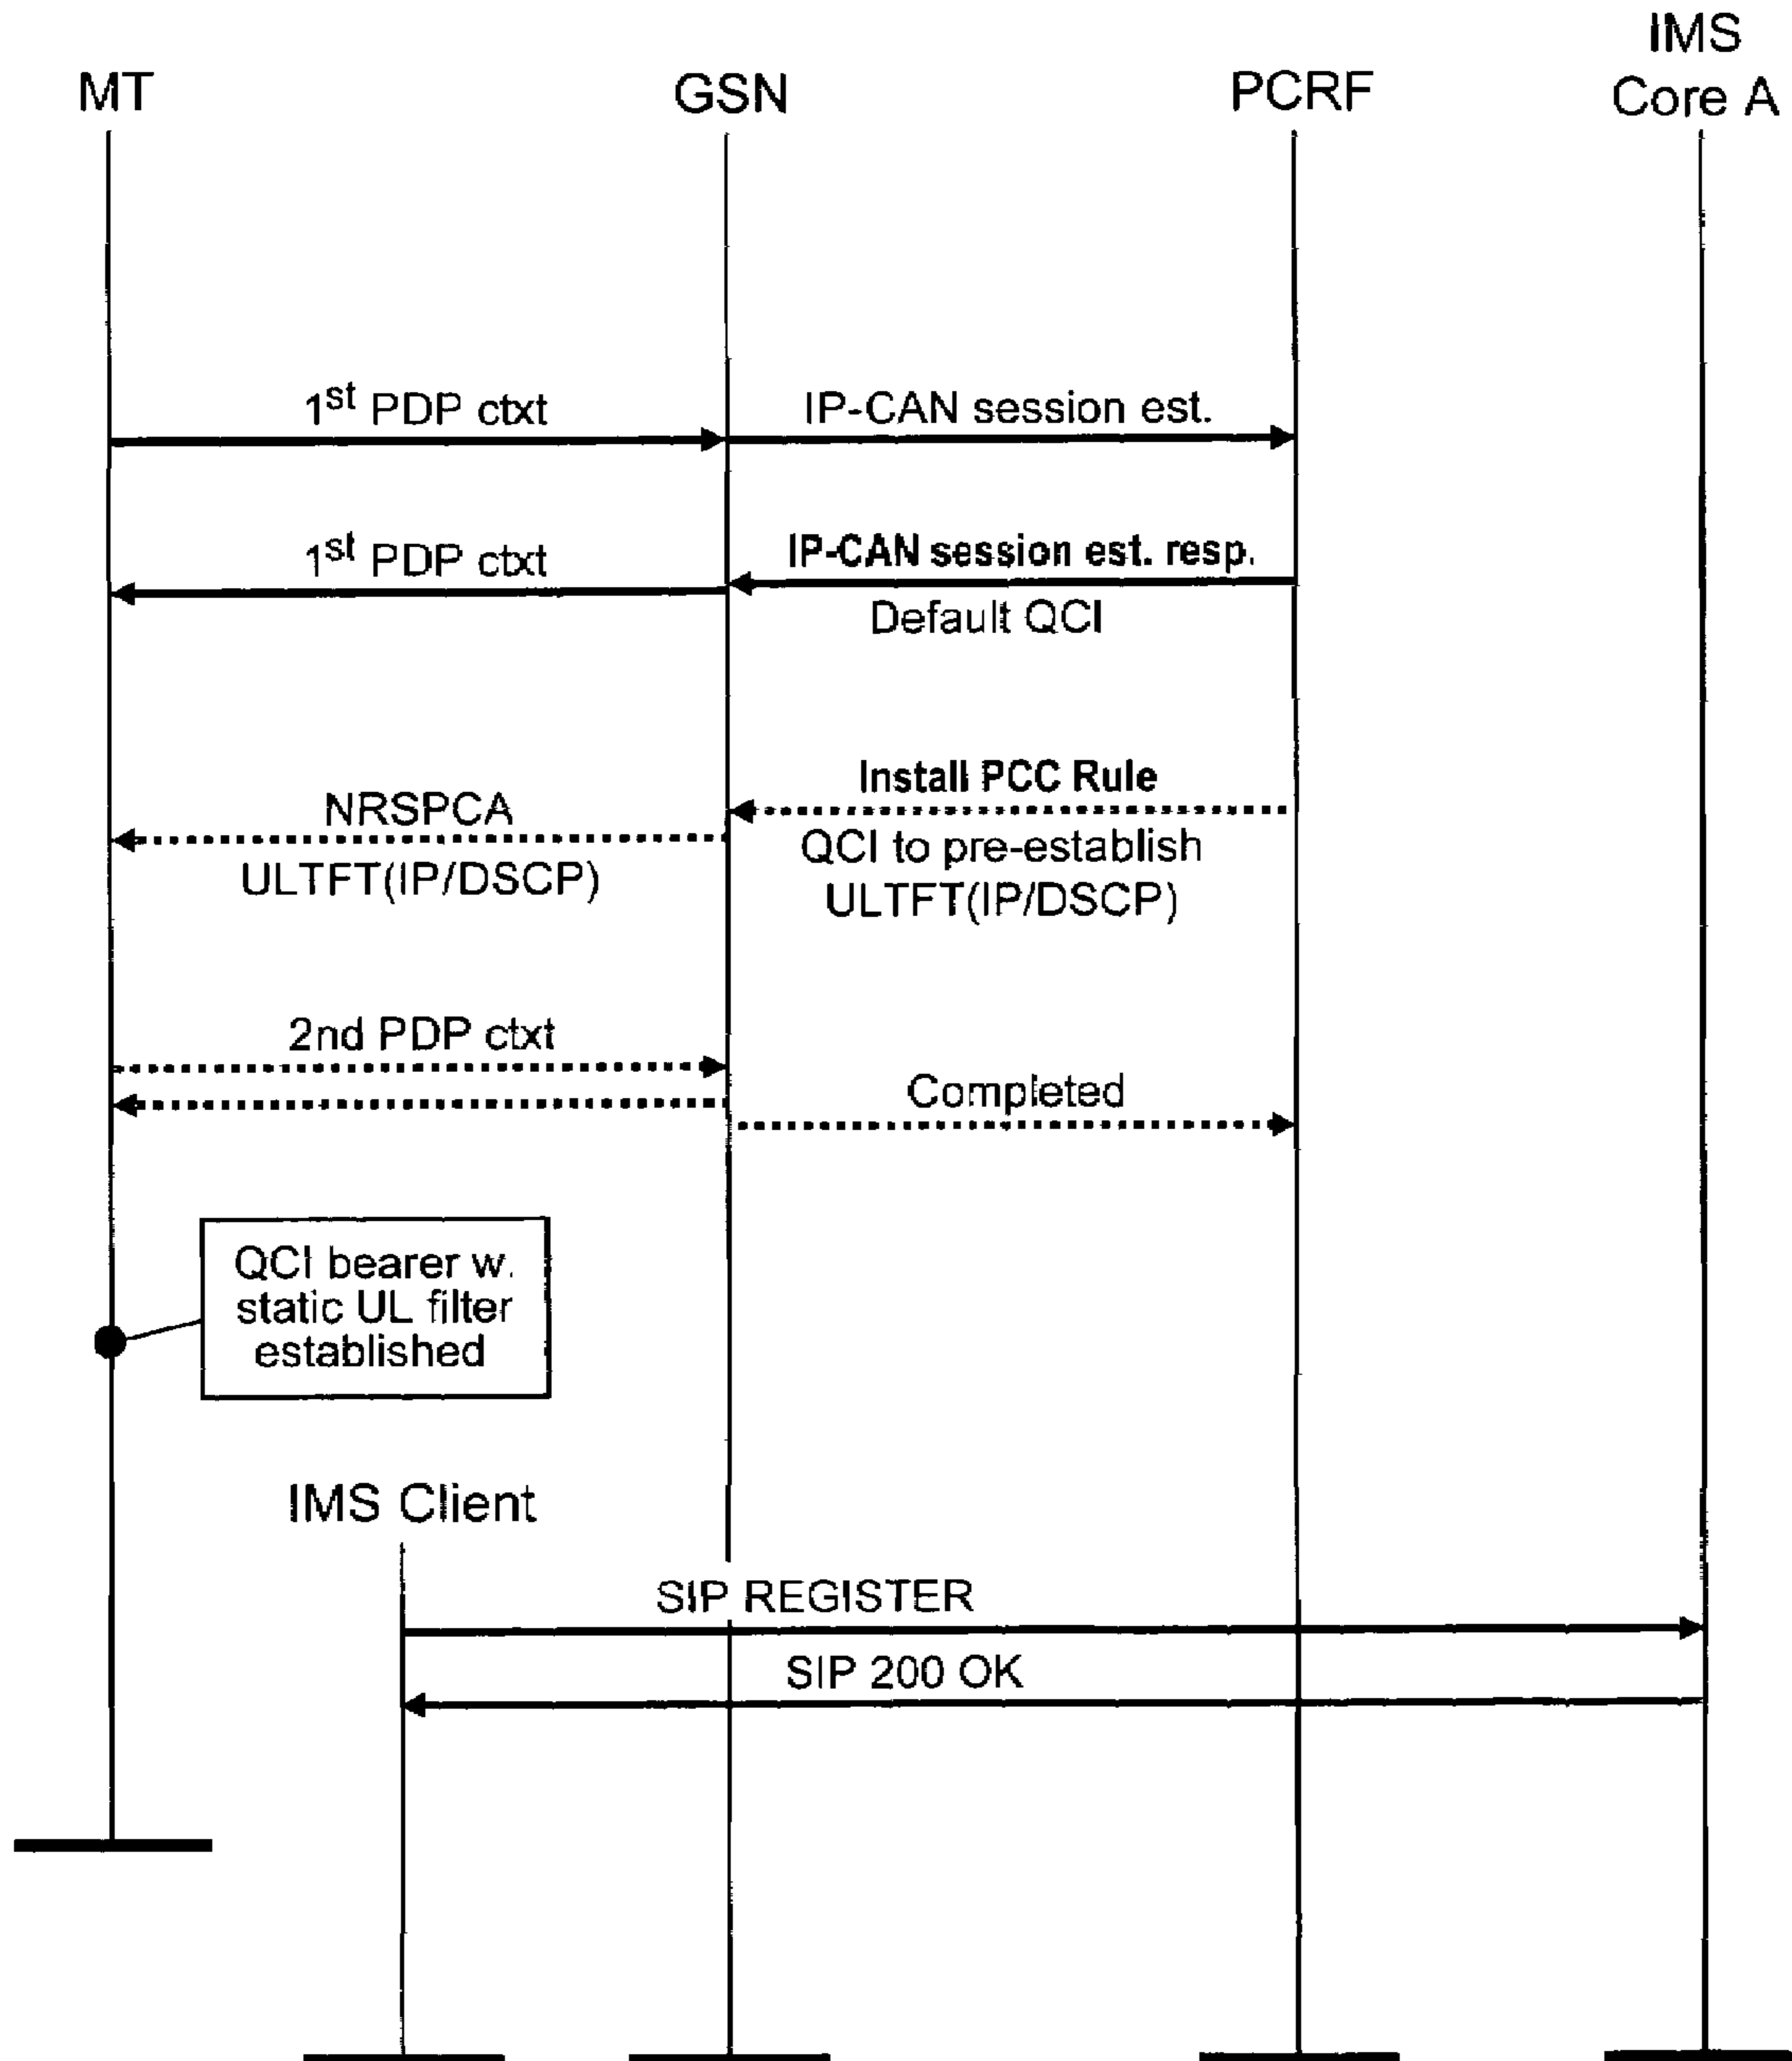 MT
GSN
PCRF
IMS
Core A
1st PDP ctxt
IP-CAN session est.
1st PDP ctxt
IP-CAN session est. resp.
Default QCI
Install PCC Rule
NRSPCA
QCI to pre-establish
ULTFT(IP/DSCP)
ULTFT(IP/DSCP)
2nd PDP ctxt
Completed
QCI bearer w.
static UL filter
established
IMS Client
SIP REGISTER
SIP 200 OK